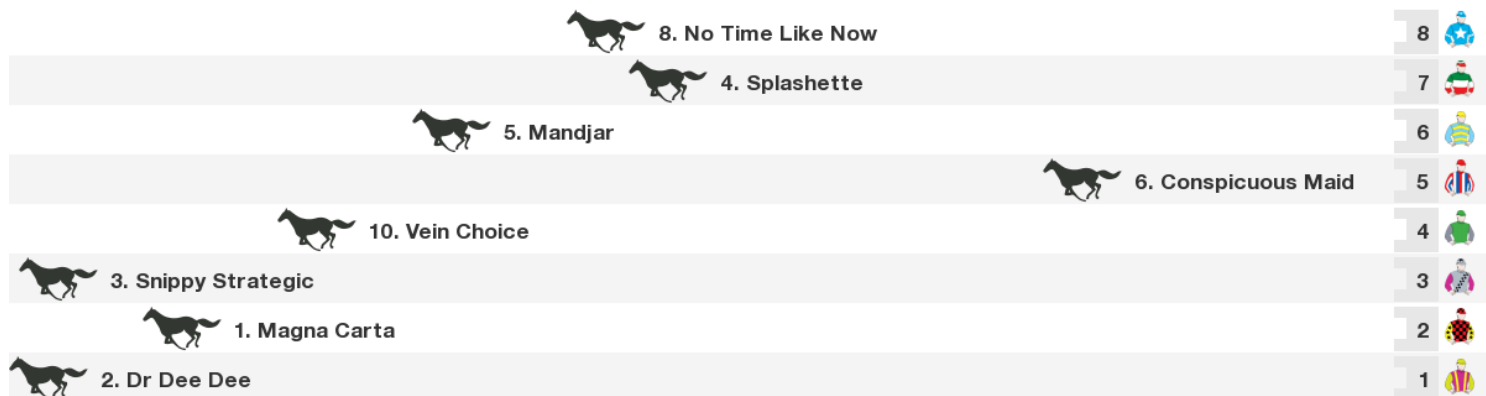 8. No Time Like Now 8
4. Splashette 7
5. Mandjar 6
6. Conspicuous Maid 5
10. Vein Choice 4
3. Snippy Strategic 3
1. Magna Carta 2
2. Dr Dee Dee 1